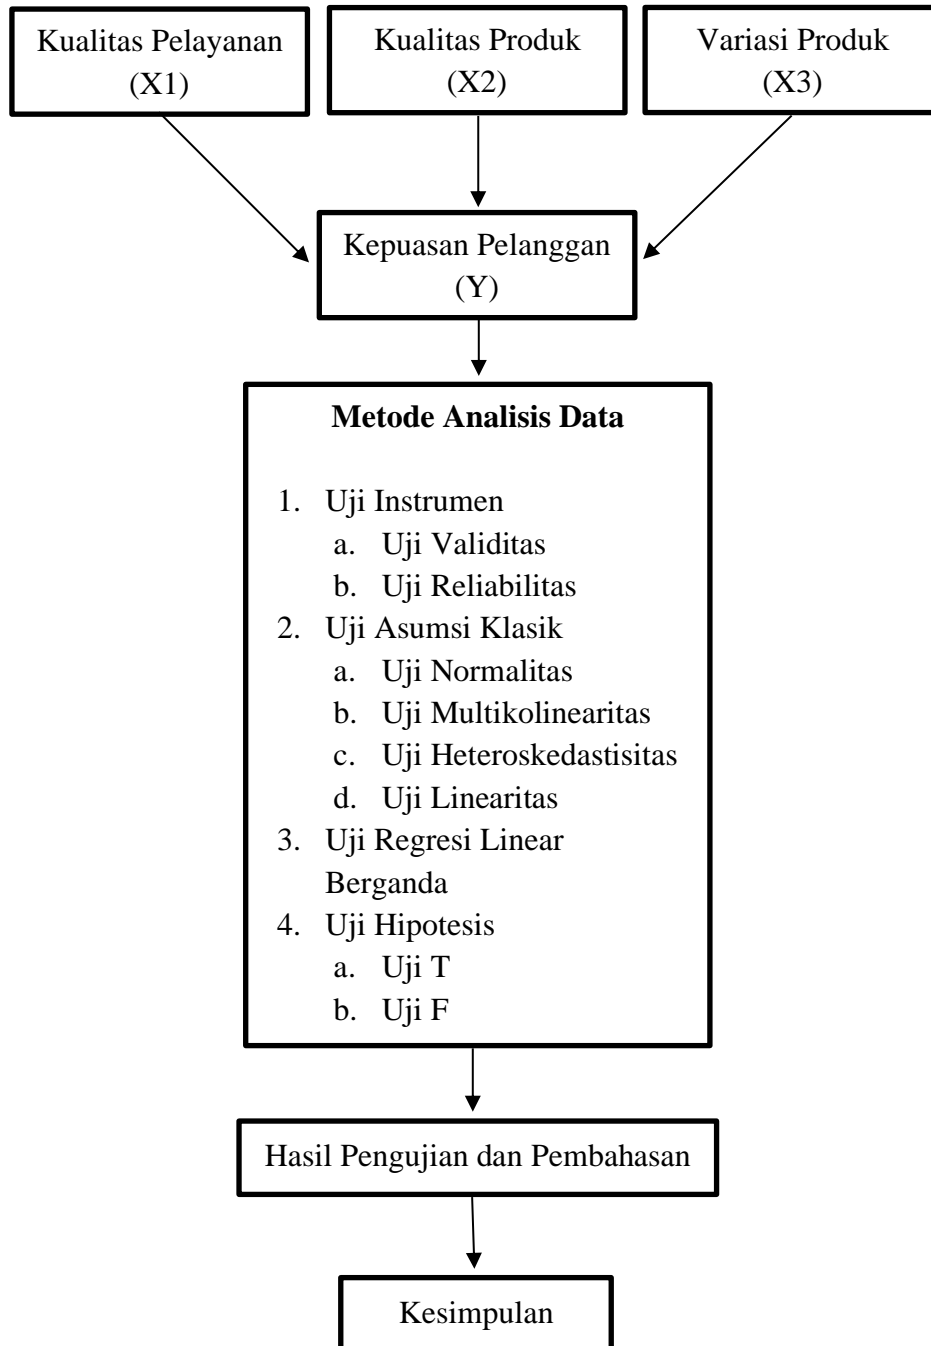 Kualitas Pelayanan
(X1)
Kualitas Produk
(X2)
Variasi Produk
(X3)
Kepuasan Pelanggan
(Y)
Metode Analisis Data
1. Uji Instrumen
a. Uji Validitas
b. Uji Reliabilitas
2. Uji Asumsi Klasik
a. Uji Normalitas
b. Uji Multikolinearitas
c. Uji Heteroskedastisitas
d. Uji Linearitas
3. Uji Regresi Linear
Berganda
4. Uji Hipotesis
a. Uji T
b. Uji F
Hasil Pengujian dan Pembahasan
Kesimpulan